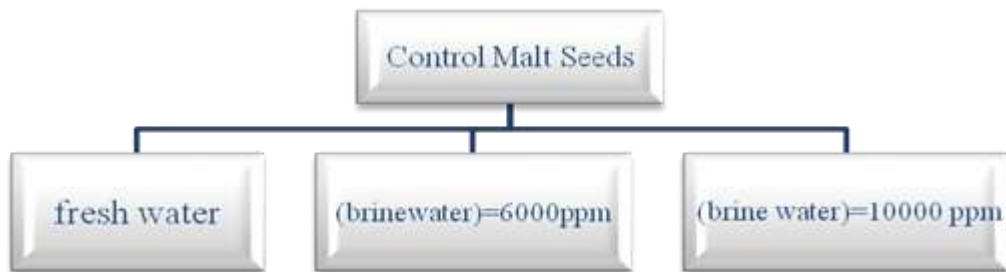 Control Malt Seeds
fresh water
(brinewater)=6000ppm
(brine water)=10000 ppm